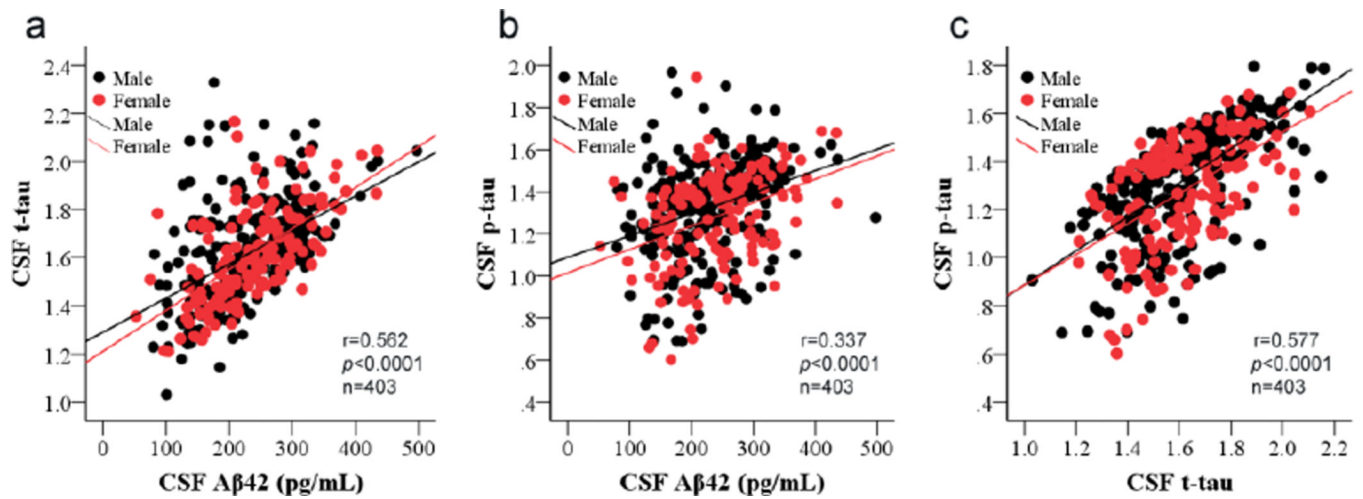 a
2.4
2.2
2.0
1.8
1.6
1.4
1.2
1.0
CSF t-tau
Male
Female
Male
Female
r=0.562
p<0.0001
n=403
0 100 200 300 400 500
CSF Aβ42 (pg/mL)
b
2.0
1.8
1.6
1.4
1.2
1.0
.8
.6
.4
CSF p-tau
Male
Female
Male
Female
r=0.337
p<0.0001
n=403
0 100 200 300 400 500
CSF Aβ42 (pg/mL)
c
1.8
1.6
1.4
1.2
1.0
.8
.6
.4
CSF p-tau
Male
Female
Male
Female
r=0.577
p<0.0001
n=403
1.0 1.2 1.4 1.6 1.8 2.0 2.2
CSF t-tau